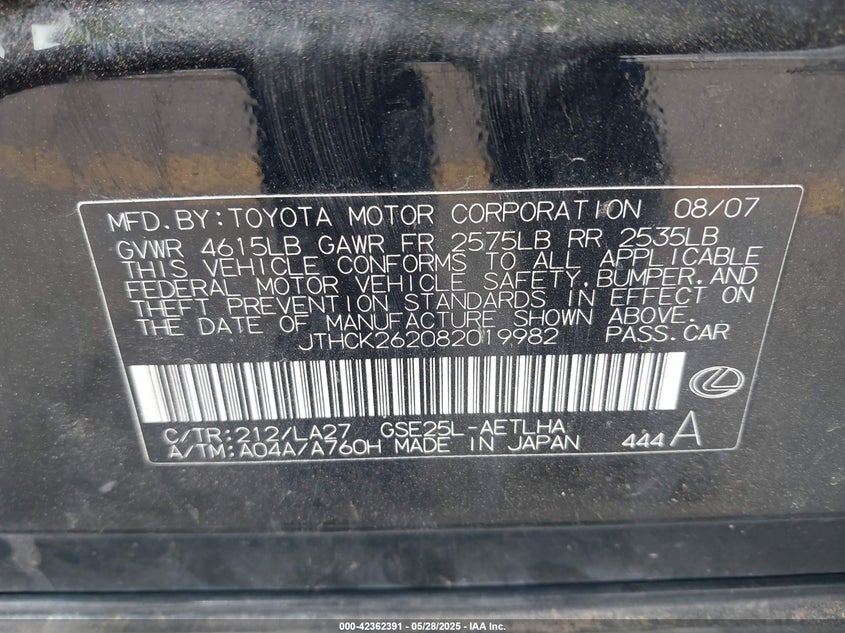 MFD.BY:TOYOTA MOTOR CORPORATION 08/07
GVWR 4615LB GAWR FR 2575LB RR 2535LB
THIS VEHICLE CONFORMS TO ALL APPLICABLE
FEDERAL MOTOR VEHICLE SAFETY,BUMPER,AND
THEFT PREVENTION STANDARDS IN EFFECT ON
THE DATE OF MANUFACTURE SHOWN ABOVE.
JTHCK262082019982 PASS.CAR
C/TR:212/LA27 GSE25L-AETLHA
A/TM:A04A/A760H MADE IN JAPAN 444A
000-42362391 - 05/28/2025 - IAA Inc.